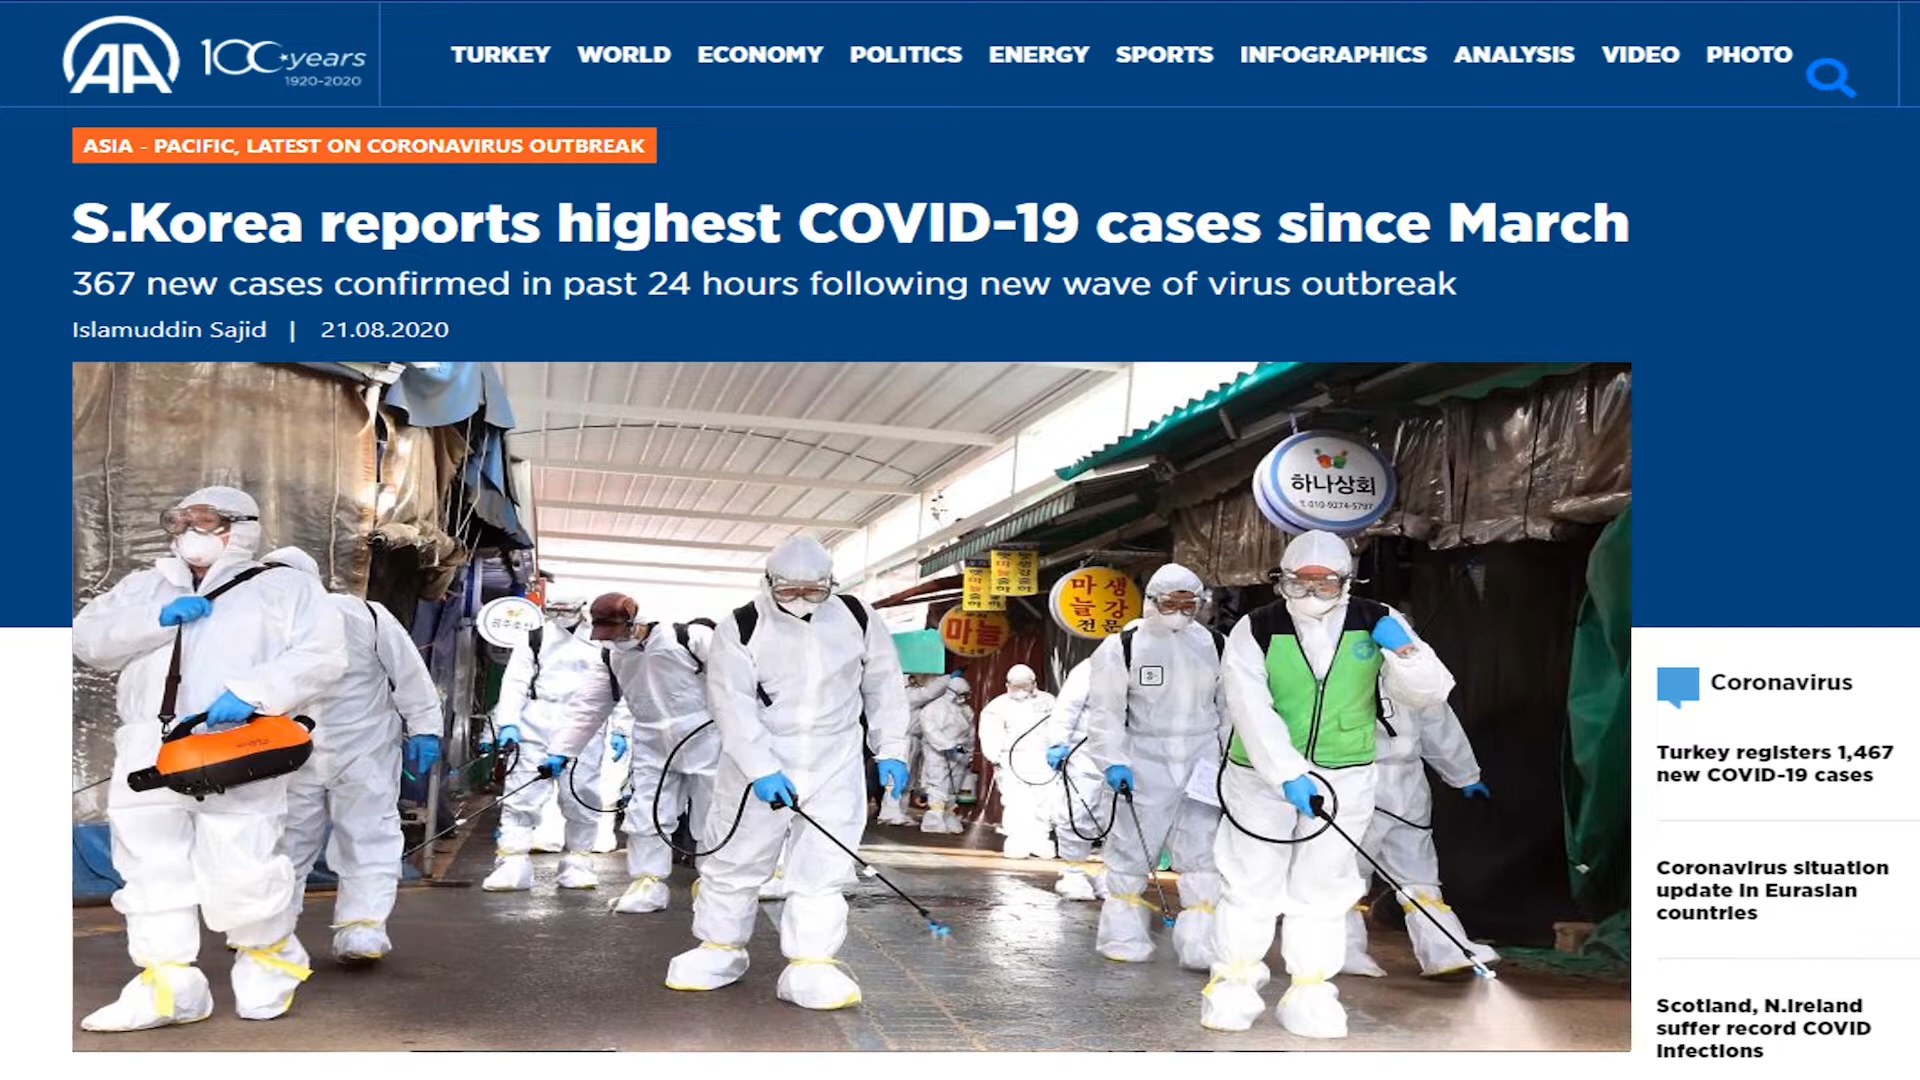 AA 100 years
1920-2020
TURKEY WORLD ECONOMY POLITICS ENERGY SPORTS INFOGRAPHICS ANALYSIS VIDEO PHOTO
ASIA - PACIFIC, LATEST ON CORONAVIRUS OUTBREAK
S.Korea reports highest COVID-19 cases since March
367 new cases confirmed in past 24 hours following new wave of virus outbreak
Islamuddin Sajid | 21.08.2020
하나상회
마늘
생강
전문
마늘
Coronavirus
Turkey registers 1,467
new COVID-19 cases
Coronavirus situation
update in Eurasian
countries
Scotland, N.Ireland
suffer record COVID
infections